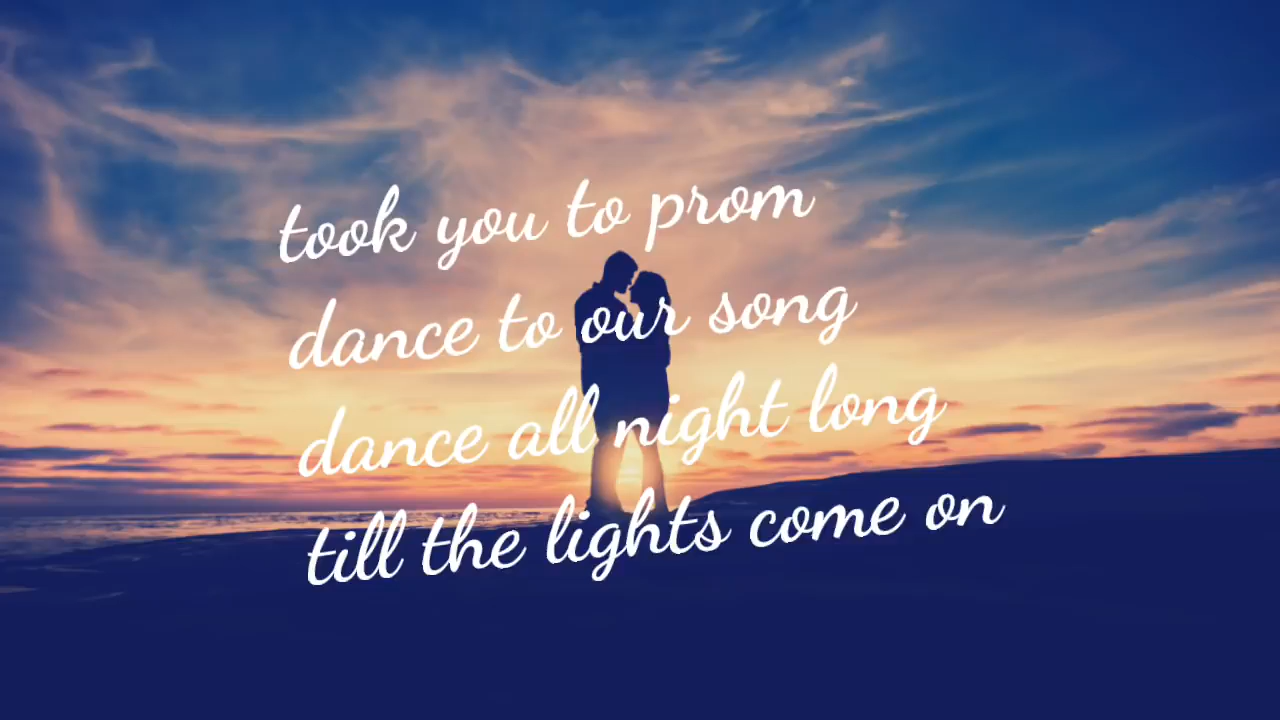 took you to prom
dance to our song
dance all night long
till the lights come on